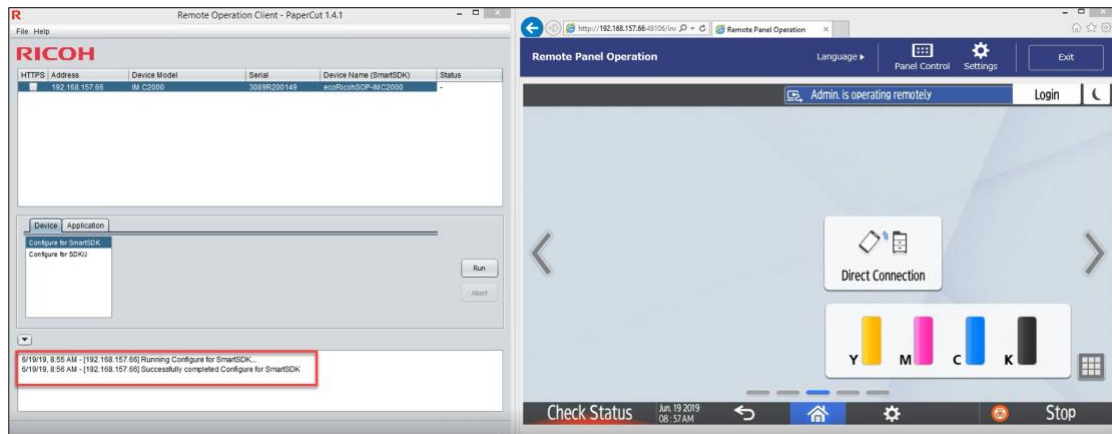 Remote Operation Client - PaperCut 1.4.1
File Help
RICOH
HTTPS Address Device Model Serial Device Name (SmartSDK) Status
192.168.157.66 IM C2000 3089R200149 ecoRicohSOP-IMC2000 -
Device Application
Configure for SmartSDK
Configure for SDK/J
Run
Abort
6/19/19, 8:55 AM - [192.168.157.66] Running Configure for SmartSDK...
6/19/19, 8:56 AM - [192.168.157.66] Successfully completed Configure for SmartSDK
Remote Panel Operation
Remote Panel Operation Language Panel Control Settings Exit
Admin. is operating remotely Login
Direct Connection
Y M C K
Check Status Jun. 19 2019 Stop
08:57AM